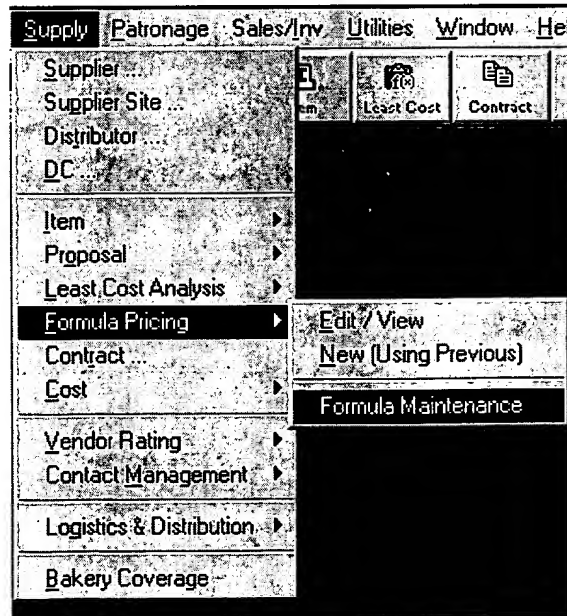 Supply Patronage Sales/Inv Utilities Window He
Least Cost Contract
Supplier ...
Supplier Site ...
Distributor ...
DC ...
Item
Proposal
Least Cost Analysis
Formula Pricing
Edit / View
Contract ...
New (Using Previous)
Cost
Formula Maintenance
Vendor Rating
Contact Management
Logistics & Distribution
Bakery Coverage